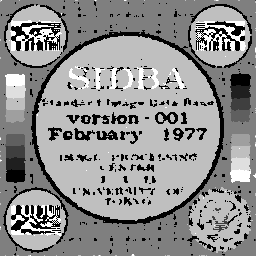 SIDBA
Standard Image Data Base
version - 001
February 1977
IMAGE PROCESSING
CENTER
UNIVERSITY OF
TOKYO